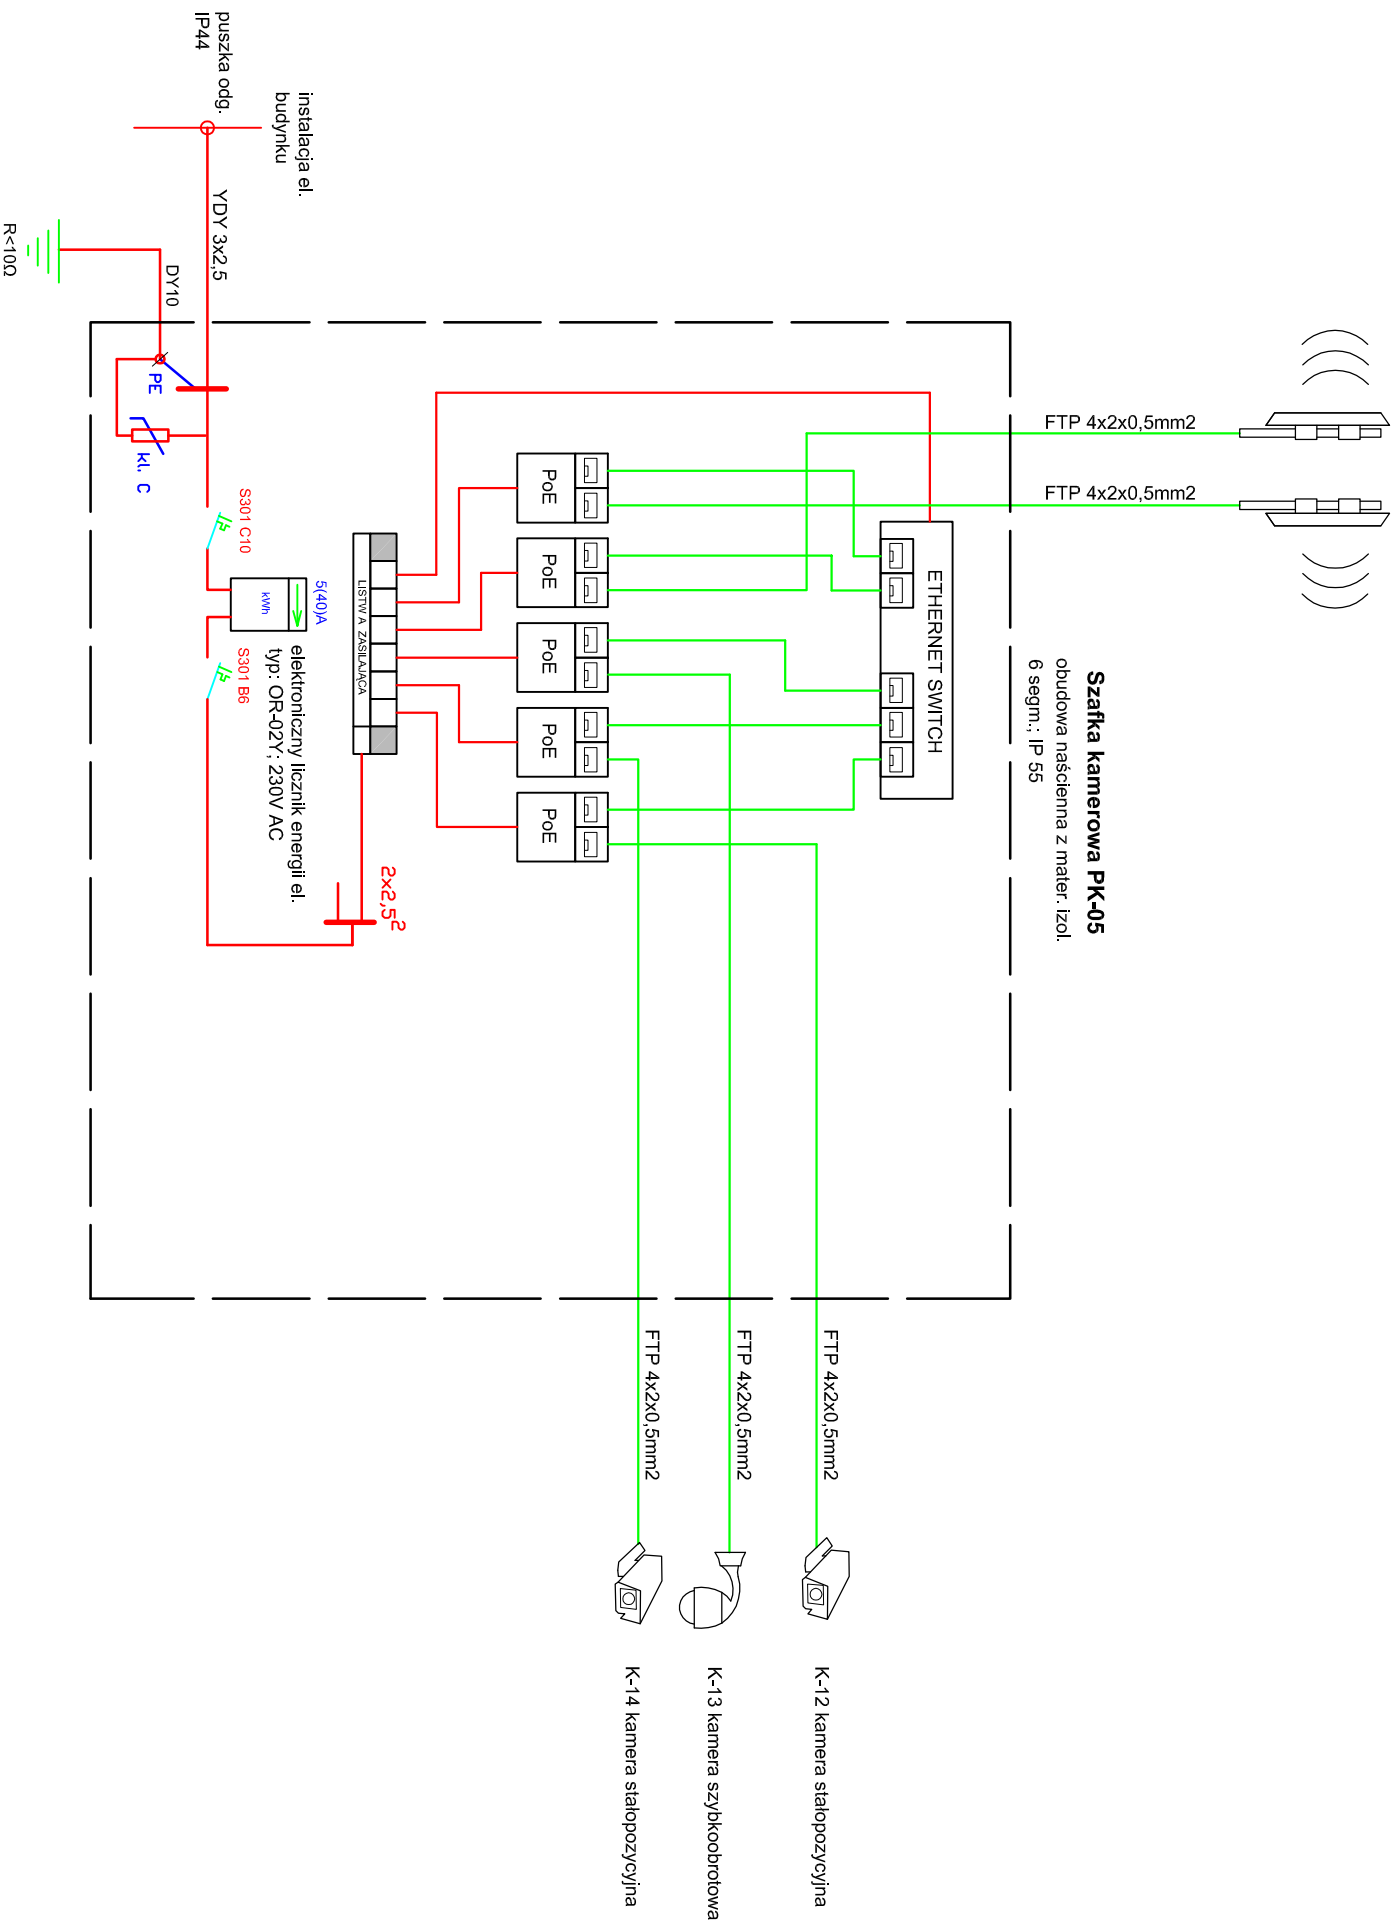 Szafka kamerowa PK-05
obudowa naścienna z mater. izol.
6 segm.; IP 55
FTP 4x2x0,5mm2
FTP 4x2x0,5mm2
ETHERNET SWITCH
PoE
PoE
PoE
PoE
PoE
LISTWA ZASILAJĄCA
instalacja el.
budynku
puszka odg.
IP44
YDY 3x2,5
DY10
R<10Ω
PE
kl. C
S301 C10
5(40)A
kWh
S301 B6
elektroniczny licznik energii el.
typ: OR-02Y; 230V AC
2x2,5²
FTP 4x2x0,5mm2
FTP 4x2x0,5mm2
FTP 4x2x0,5mm2
K-12 kamera stałopozycyjna
K-13 kamera szybkoobrotowa
K-14 kamera stałopozycyjna